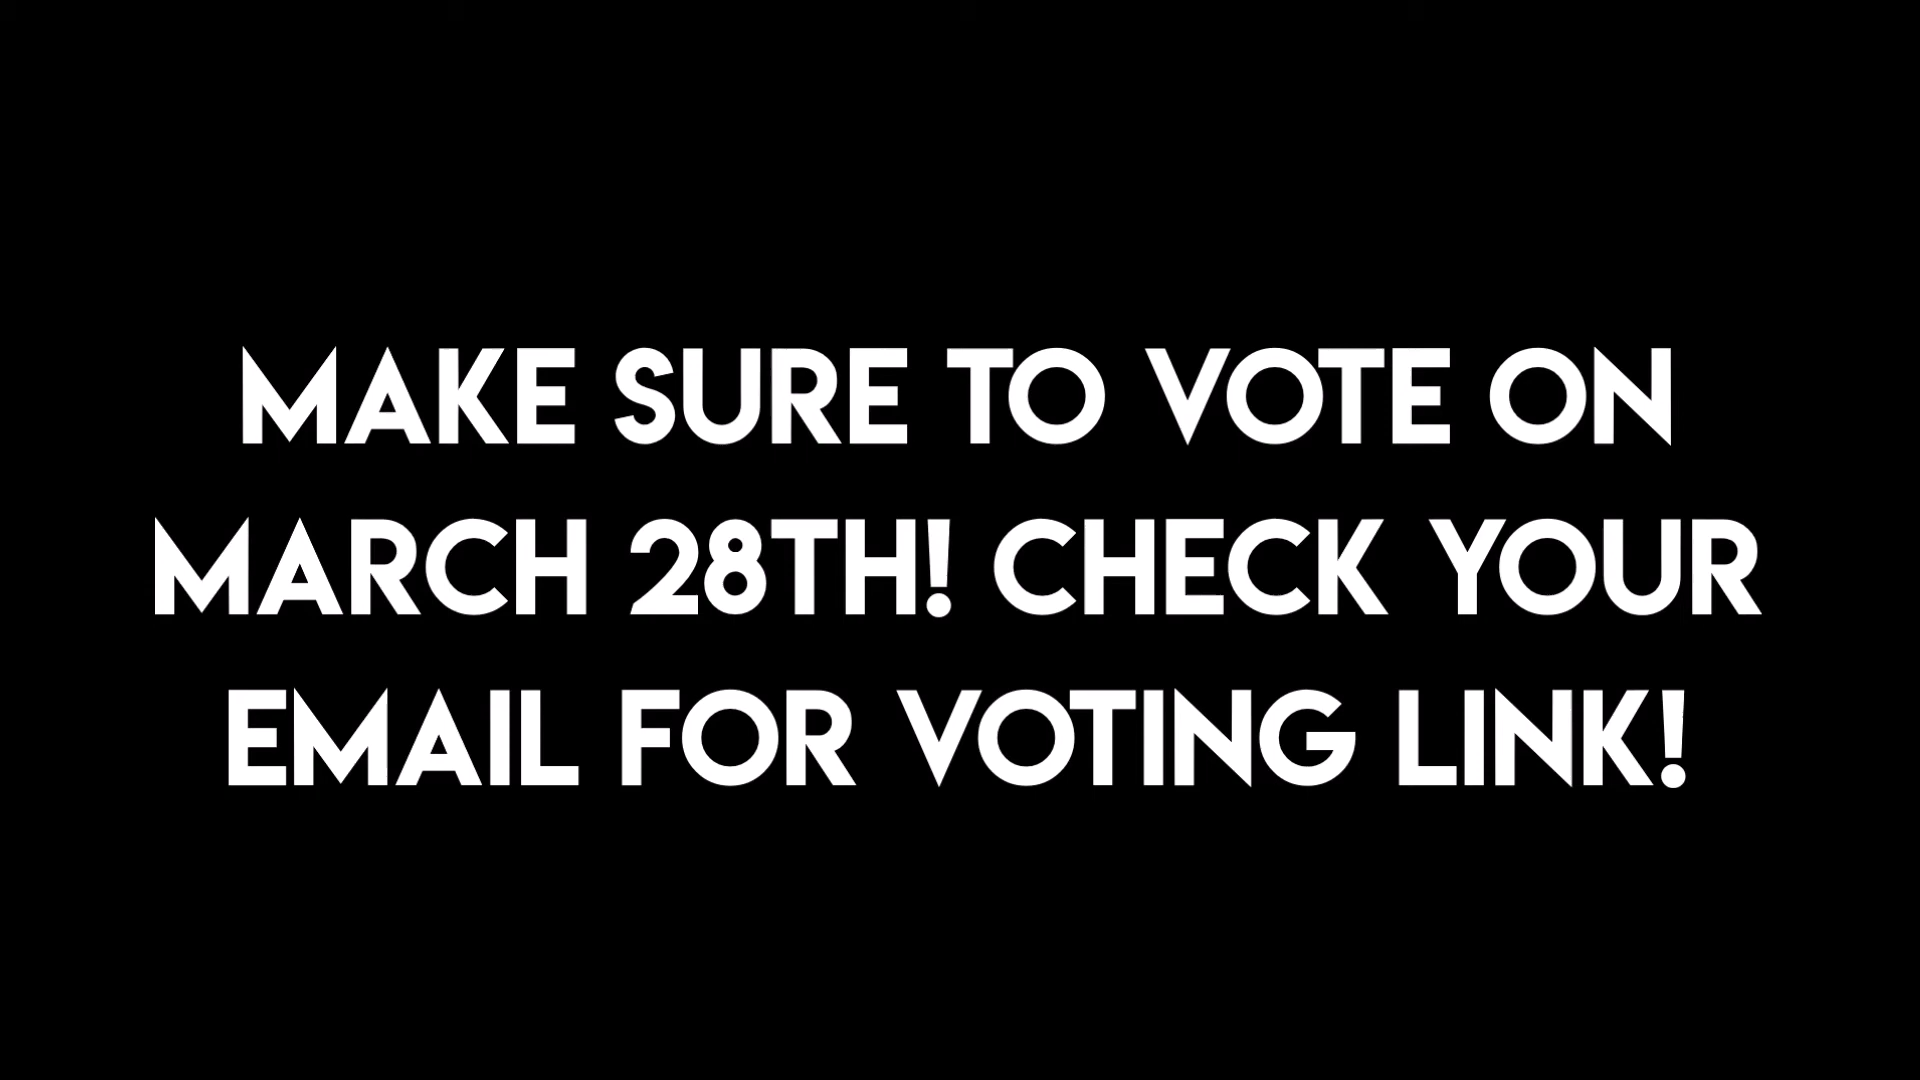 MAKE SURE TO VOTE ON
MARCH 28TH! CHECK YOUR
EMAIL FOR VOTING LINK!